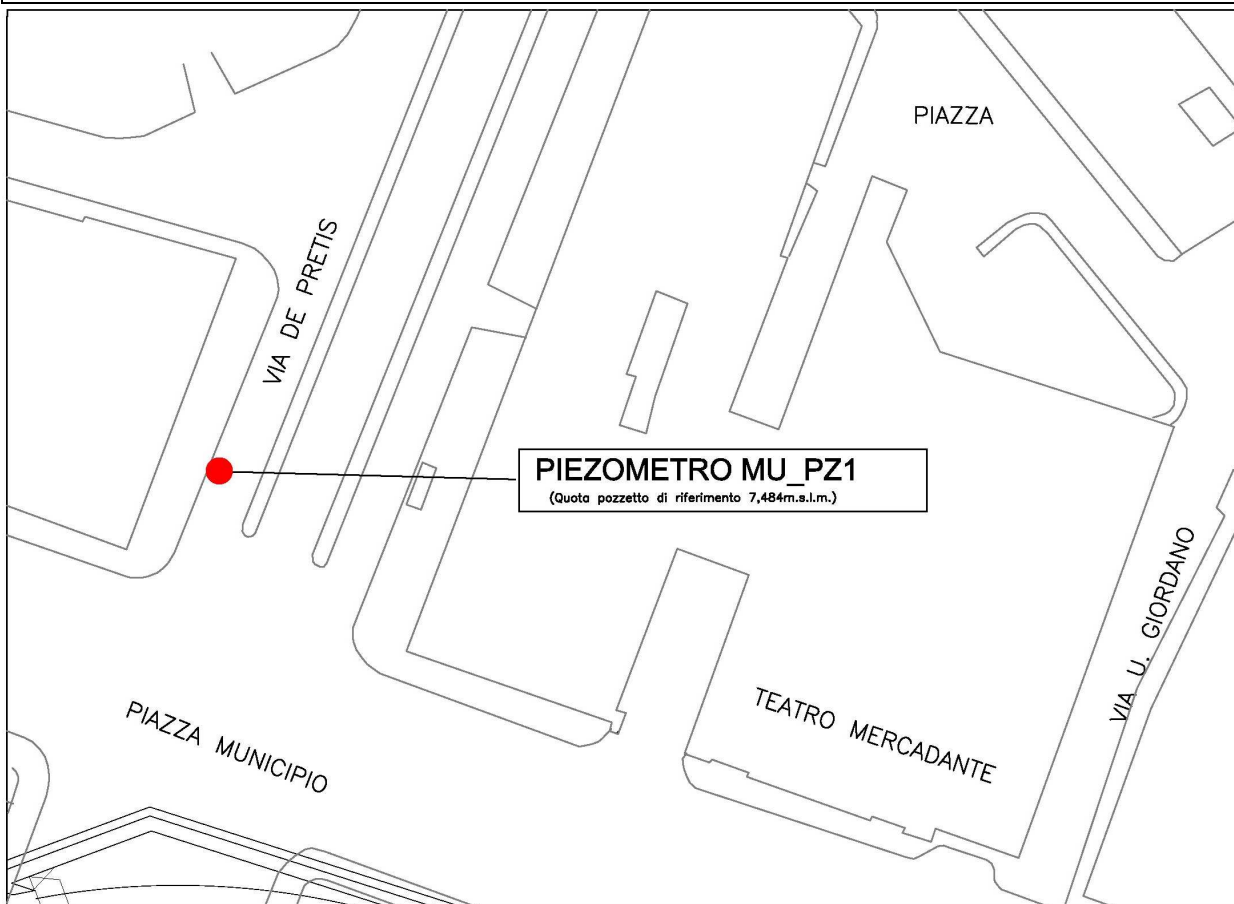 PIAZZA
VIA DE PRETIS
PIEZOMETRO MU_PZ1
(Quota pozzetto di riferimento 7,484m.s.l.m.)
VIA U. GIORDANO
TEATRO MERCADANTE
PIAZZA MUNICIPIO